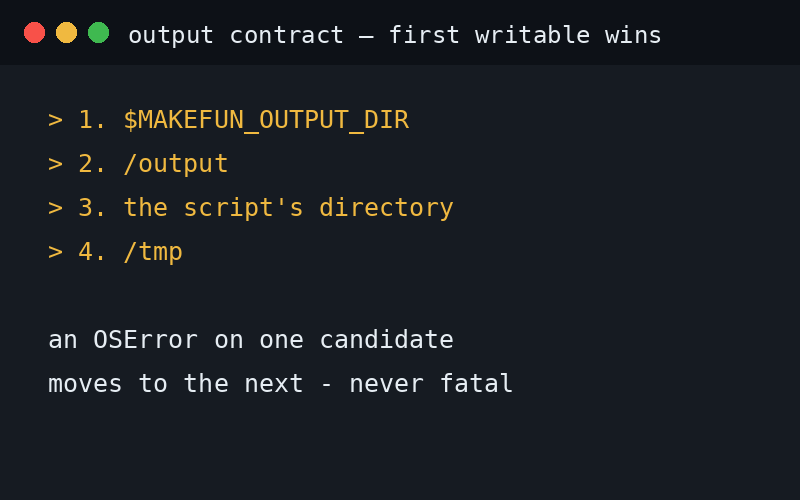 output contract — first writable wins
> 1. $MAKEFUN_OUTPUT_DIR
> 2. /output
> 3. the script's directory
> 4. /tmp
an OSError on one candidate
moves to the next - never fatal